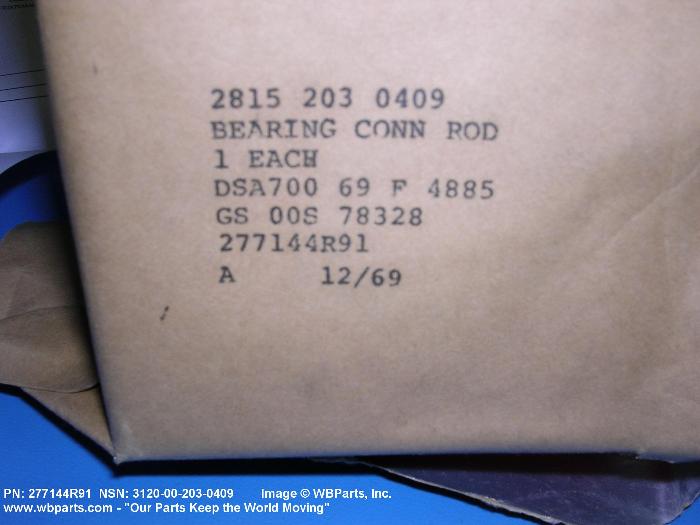 2815 203 0409
BEARING CONN ROD
1 EACH
DSA700 69 F 4885
GS 00S 78328
277144R91
A 12/69
PN: 277144R91 NSN: 3120-00-203-0409 Image © WBParts, Inc.
www.wbparts.com - "Our Parts Keep the World Moving"